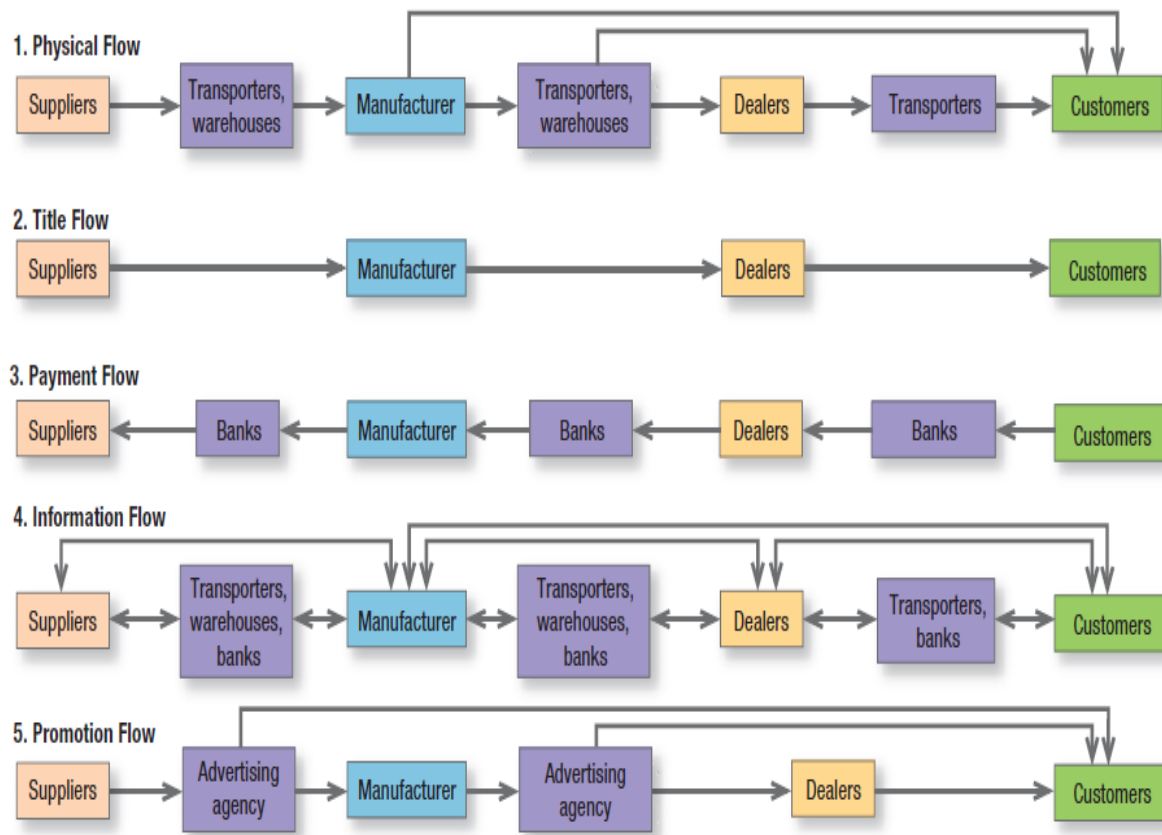 1. Physical Flow
Suppliers
Transporters,
warehouses
Manufacturer
Transporters,
warehouses
Dealers
Transporters
Customers
2. Title Flow
Suppliers
Manufacturer
Dealers
Customers
3. Payment Flow
Suppliers
Banks
Manufacturer
Banks
Dealers
Banks
Customers
4. Information Flow
Suppliers
Transporters,
warehouses,
banks
Manufacturer
Transporters,
warehouses,
banks
Dealers
Transporters,
banks
Customers
5. Promotion Flow
Suppliers
Advertising
agency
Manufacturer
Advertising
agency
Dealers
Customers